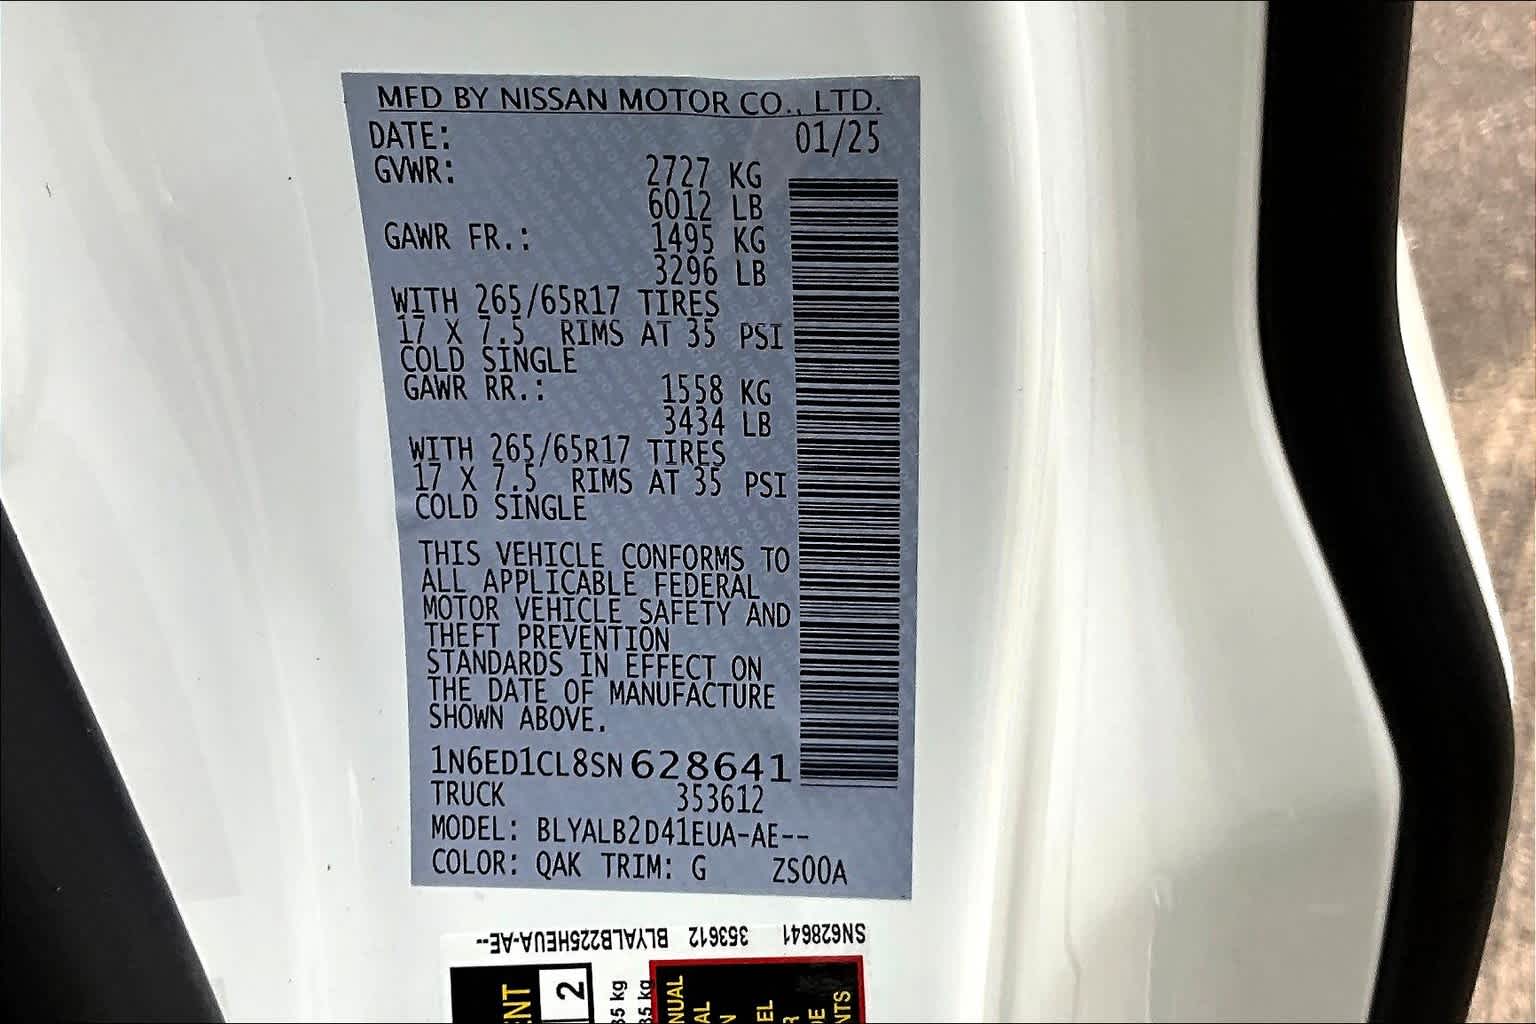 MFD BY NISSAN MOTOR CO., LTD.
DATE: 01/25
GVWR: 2727 KG
6012 LB
GAWR FR.: 1495 KG
3296 LB
WITH 265/65R17 TIRES
17 X 7.5 RIMS AT 35 PSI
COLD SINGLE
GAWR RR.: 1558 KG
3434 LB
WITH 265/65R17 TIRES
17 X 7.5 RIMS AT 35 PSI
COLD SINGLE
THIS VEHICLE CONFORMS TO
ALL APPLICABLE FEDERAL
MOTOR VEHICLE SAFETY AND
THEFT PREVENTION
STANDARDS IN EFFECT ON
THE DATE OF MANUFACTURE
SHOWN ABOVE.
1N6ED1CL8SN628641
TRUCK 353612
MODEL: BLYALB2D41EUA-AE--
COLOR: QAK TRIM: G ZS00A
SN628641 353612 BLYALB225HEUA-AE--
2